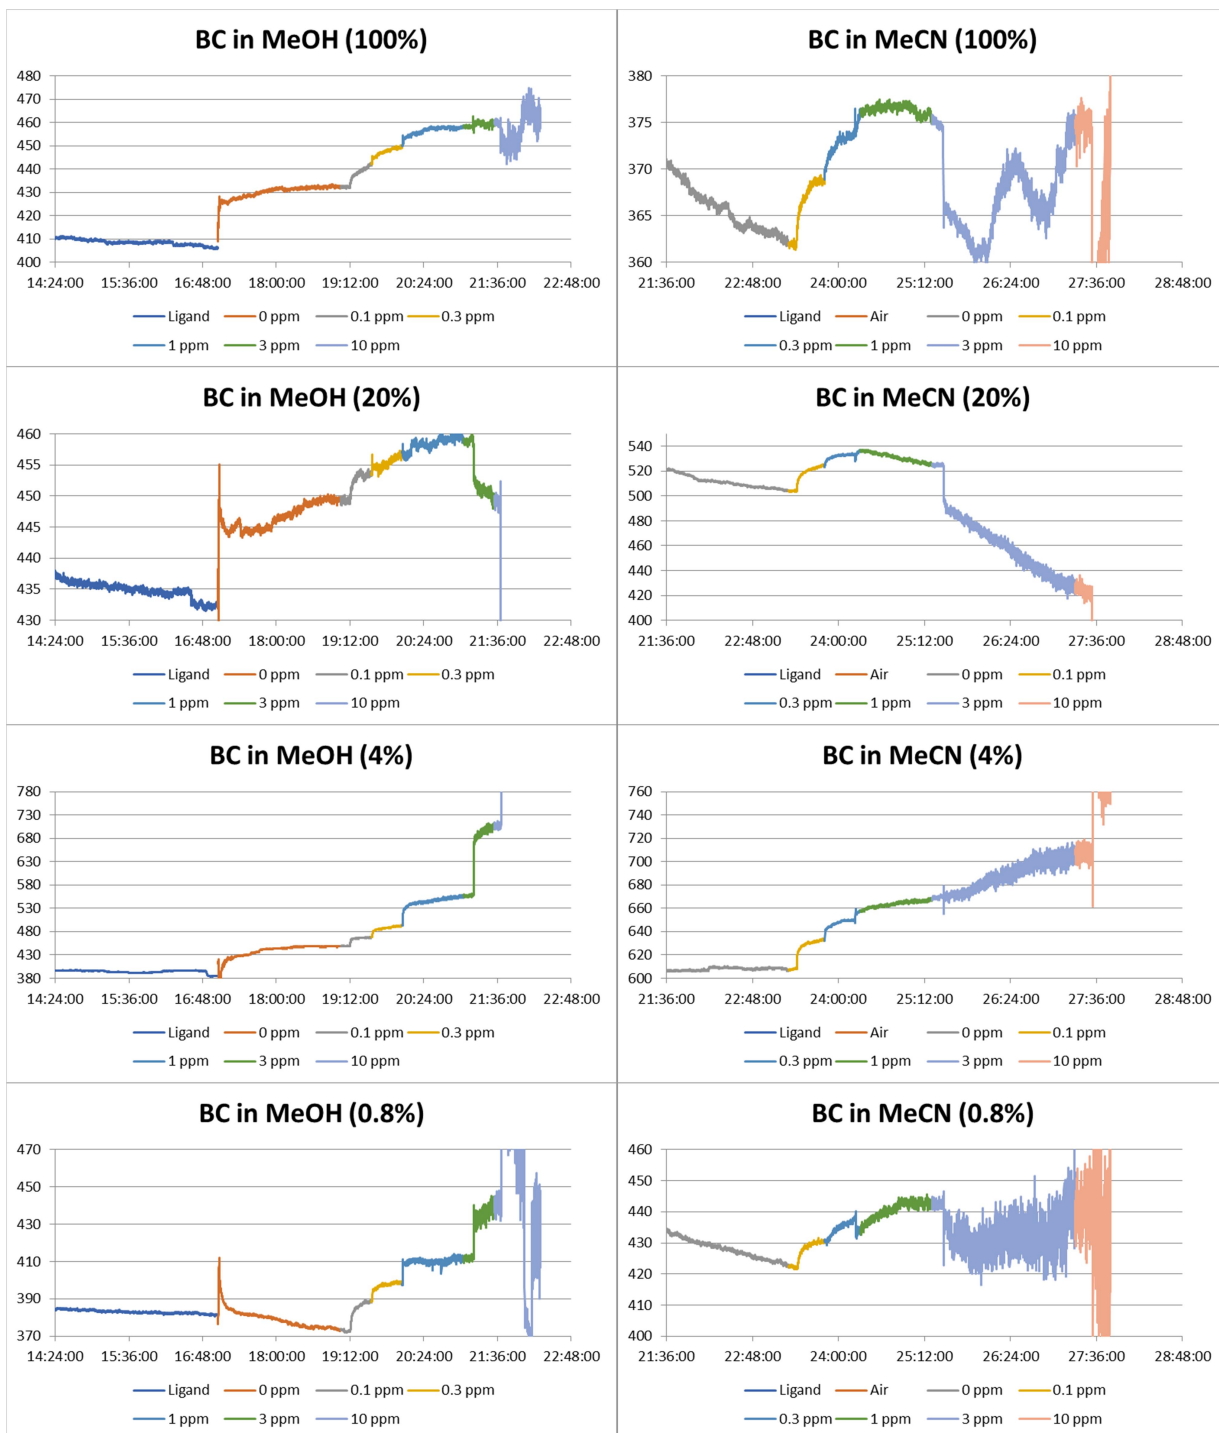 BC in MeOH (100%)
480
470
460
450
440
430
420
410
400
14:24:00 15:36:00 16:48:00 18:00:00 19:12:00 20:24:00 21:36:00 22:48:00
Ligand 0 ppm 0.1 ppm 0.3 ppm
1 ppm 3 ppm 10 ppm
BC in MeCN (100%)
380
375
370
365
360
21:36:00 22:48:00 24:00:00 25:12:00 26:24:00 27:36:00 28:48:00
Ligand Air 0 ppm 0.1 ppm
0.3 ppm 1 ppm 3 ppm 10 ppm
BC in MeOH (20%)
460
455
450
445
440
435
430
14:24:00 15:36:00 16:48:00 18:00:00 19:12:00 20:24:00 21:36:00 22:48:00
Ligand 0 ppm 0.1 ppm 0.3 ppm
1 ppm 3 ppm 10 ppm
BC in MeCN (20%)
540
520
500
480
460
440
420
400
21:36:00 22:48:00 24:00:00 25:12:00 26:24:00 27:36:00 28:48:00
Ligand Air 0 ppm 0.1 ppm
0.3 ppm 1 ppm 3 ppm 10 ppm
BC in MeOH (4%)
780
730
680
630
580
530
480
430
380
14:24:00 15:36:00 16:48:00 18:00:00 19:12:00 20:24:00 21:36:00 22:48:00
Ligand 0 ppm 0.1 ppm 0.3 ppm
1 ppm 3 ppm 10 ppm
BC in MeCN (4%)
760
740
720
700
680
660
640
620
600
21:36:00 22:48:00 24:00:00 25:12:00 26:24:00 27:36:00 28:48:00
Ligand Air 0 ppm 0.1 ppm
0.3 ppm 1 ppm 3 ppm 10 ppm
BC in MeOH (0.8%)
470
450
430
410
390
370
14:24:00 15:36:00 16:48:00 18:00:00 19:12:00 20:24:00 21:36:00 22:48:00
Ligand 0 ppm 0.1 ppm 0.3 ppm
1 ppm 3 ppm 10 ppm
BC in MeCN (0.8%)
460
450
440
430
420
410
400
21:36:00 22:48:00 24:00:00 25:12:00 26:24:00 27:36:00 28:48:00
Ligand Air 0 ppm 0.1 ppm
0.3 ppm 1 ppm 3 ppm 10 ppm